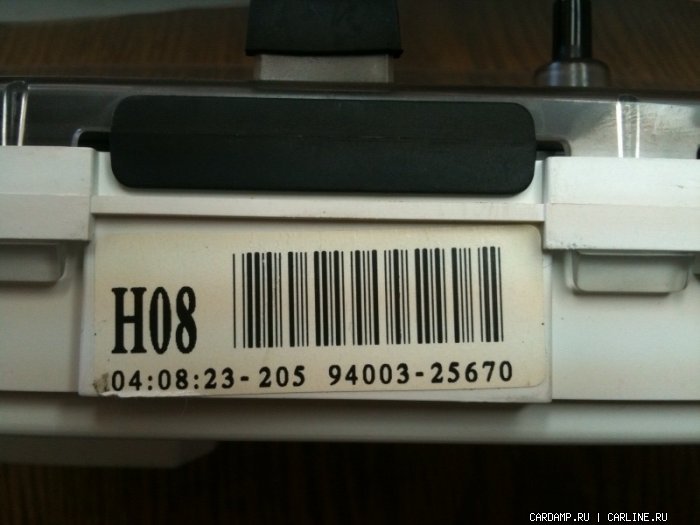 H08
04:08:23-205 94003-25670
CARDAMP.RU | CARLINE.RU